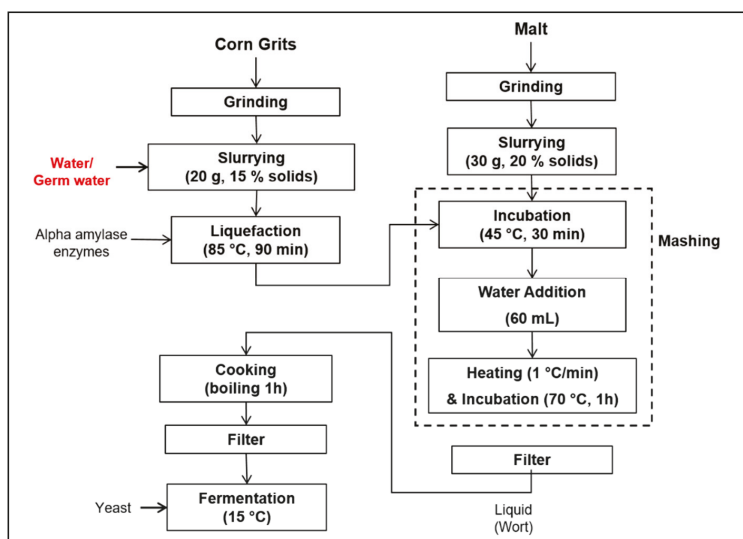 Corn Grits
Grinding
Water/
Germ water
Slurrying
(20 g, 15 % solids)
Alpha amylase
enzymes
Liquefaction
(85 °C, 90 min)
Malt
Grinding
Slurrying
(30 g, 20 % solids)
Incubation
(45 °C, 30 min)
Mashing
Water Addition
(60 mL)
Heating (1 °C/min)
& Incubation (70 °C, 1h)
Filter
Liquid
(Wort)
Cooking
(boiling 1h)
Filter
Yeast
Fermentation
(15 °C)